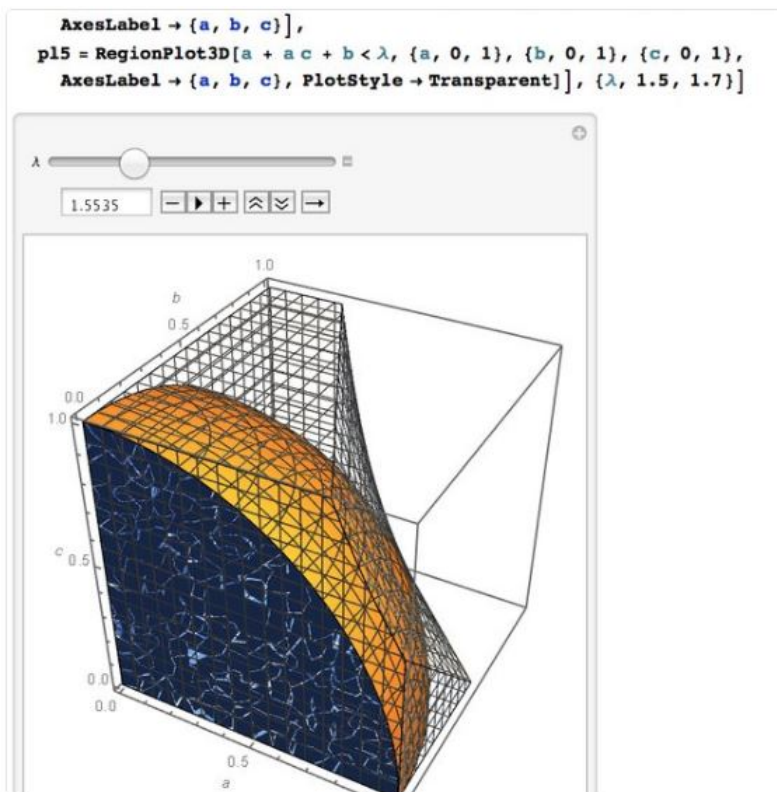 AxesLabel → {a, b, c}],
pl5 = RegionPlot3D[a + a c + b < λ, {a, 0, 1}, {b, 0, 1}, {c, 0, 1},
AxesLabel → {a, b, c}, PlotStyle → Transparent]], {λ, 1.5, 1.7}]
λ
1.5535
1.0
b
0.5
0.0
1.0
c 0.5
0.0
0.0
0.5
a